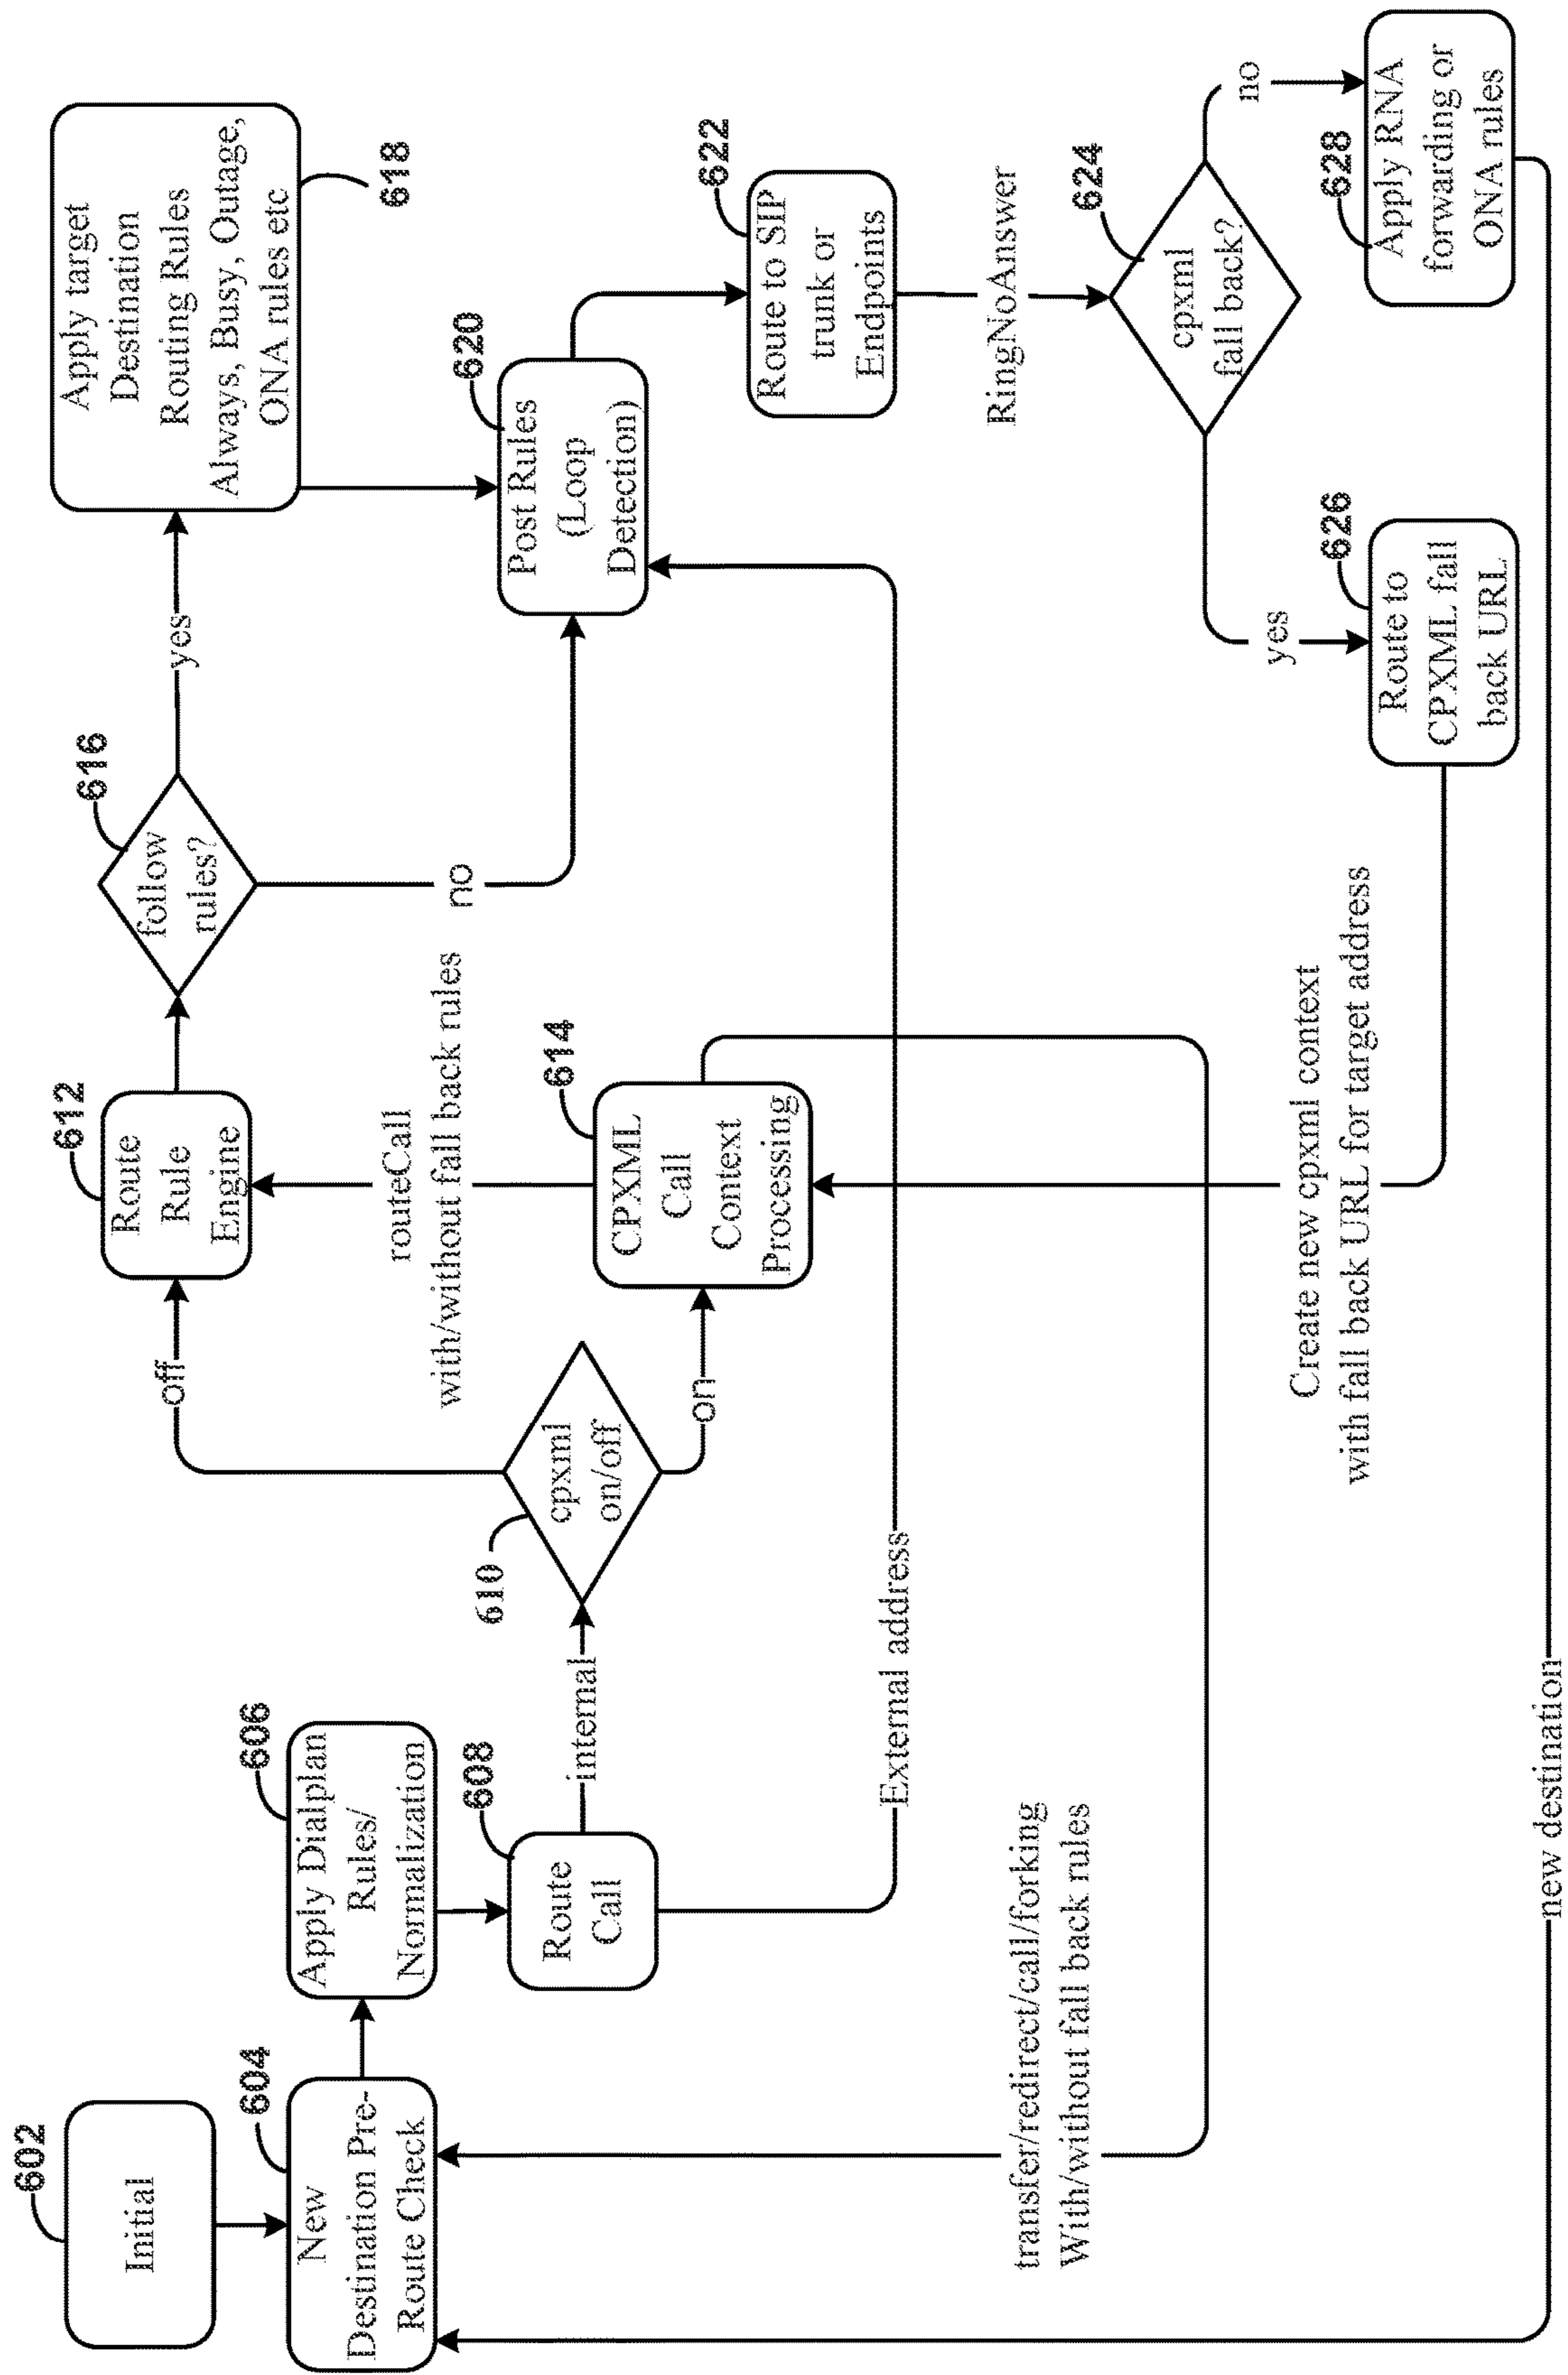 602
Initial
604
New
Destination Pre-
Route Check
606
Apply Dialplan
Rules/
Normalization
608
Route
Call
internal
External address
610
cpxml
on/off
off
on
612
Route
Rule
Engine
routeCall
with/without fall back rules
614
CPXML
Call
Context
Processing
transfer/redirect/call/forking
With/without fall back rules
616
follow
rules?
yes
no
Apply target
Destination
Routing Rules
Always, Busy, Outage,
ONA rules etc
618
620
Post Rules
(Loop
Detection)
622
Route to SIP
trunk or
Endpoints
RingNoAnswer
624
cpxml
fall back?
yes
no
626
Route to
CPXML fall
back URL
Create new cpxml context
with fall back URL for target address
628
Apply RNA
forwarding or
ONA rules
new destination